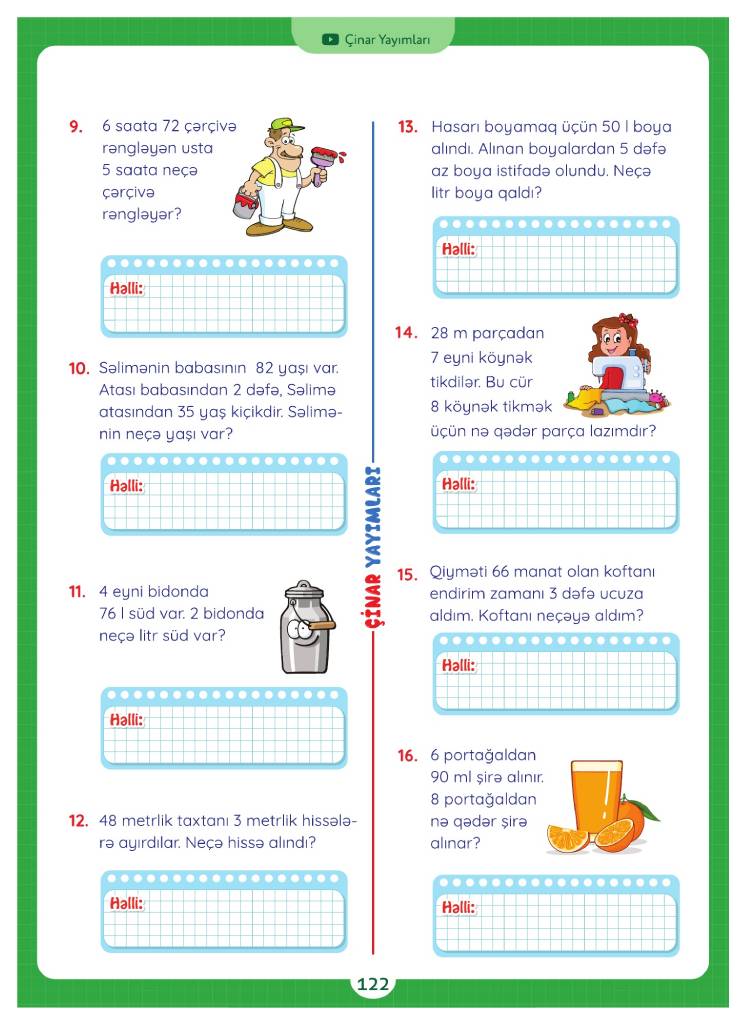 Çinar Yayımları
9. 6 saata 72 çərçivə
rəngləyən usta
5 saata neçə
çərçivə
rəngləyər?
Həlli:
10. Səlimənin babasının 82 yaşı var.
Atası babasından 2 dəfə, Səlimə
atasından 35 yaş kiçikdir. Səlimə-
nin neçə yaşı var?
Həlli:
11. 4 eyni bidonda
76 l süd var. 2 bidonda
neçə litr süd var?
Həlli:
12. 48 metrlik taxtanı 3 metrlik hissələ-
rə ayırdılar. Neçə hissə alındı?
Həlli:
ÇİNAR YAYIMLARI
13. Hasarı boyamaq üçün 50 l boya
alındı. Alınan boyalardan 5 dəfə
az boya istifadə olundu. Neçə
litr boya qaldı?
Həlli:
14. 28 m parçadan
7 eyni köynək
tikdilər. Bu cür
8 köynək tikmək
üçün nə qədər parça lazımdır?
Həlli:
15. Qiyməti 66 manat olan koftanı
endirim zamanı 3 dəfə ucuza
aldım. Koftanı neçəyə aldım?
Həlli:
16. 6 portağaldan
90 ml şirə alınır.
8 portağaldan
nə qədər şirə
alınar?
Həlli:
122